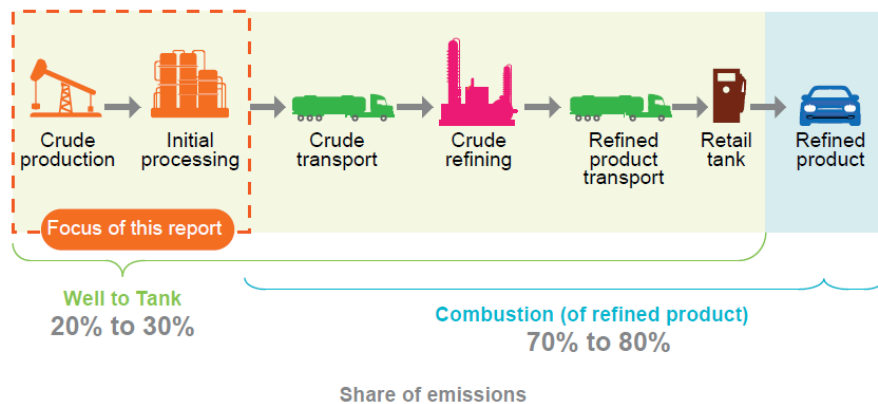 Crude
production
Initial
processing
Crude
transport
Crude
refining
Refined
product
transport
Retail
tank
Refined
product
Focus of this report
Well to Tank
20% to 30%
Combustion (of refined product)
70% to 80%
Share of emissions